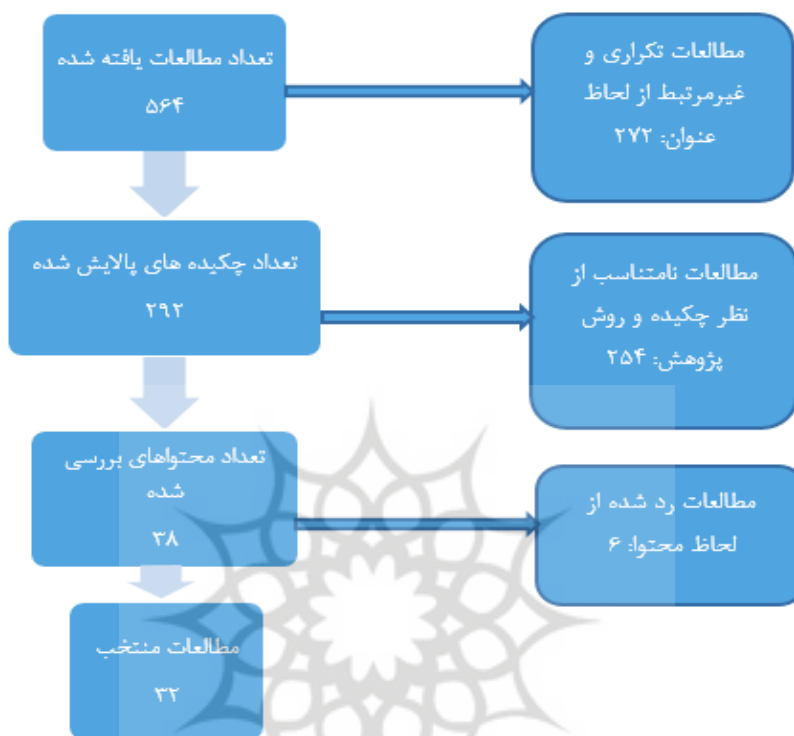 تعداد مطالعات یافته شده
۵۶۴
مطالعات تکراری و
غیرمرتبط از لحاظ
عنوان: ۲۷۲
تعداد چکیده های پالایش شده
۲۹۲
مطالعات نامتناسب از
نظر چکیده و روش
پژوهش: ۲۵۴
تعداد محتواهای بررسی
شده
۳۸
مطالعات رد شده از
لحاظ محتوا: ۶
مطالعات منتخب
۳۲